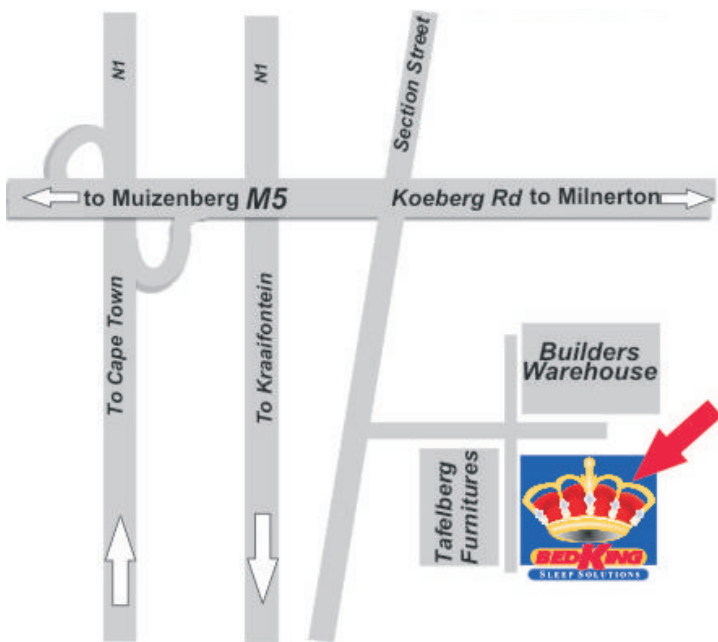 N1
N1
Section Street
to Muizenberg M5
Koeberg Rd to Milnerton
To Cape Town
To Kraaifontein
Builders
Warehouse
Tafelberg
Furnitures
BEDKING
SLEEP SOLUTIONS